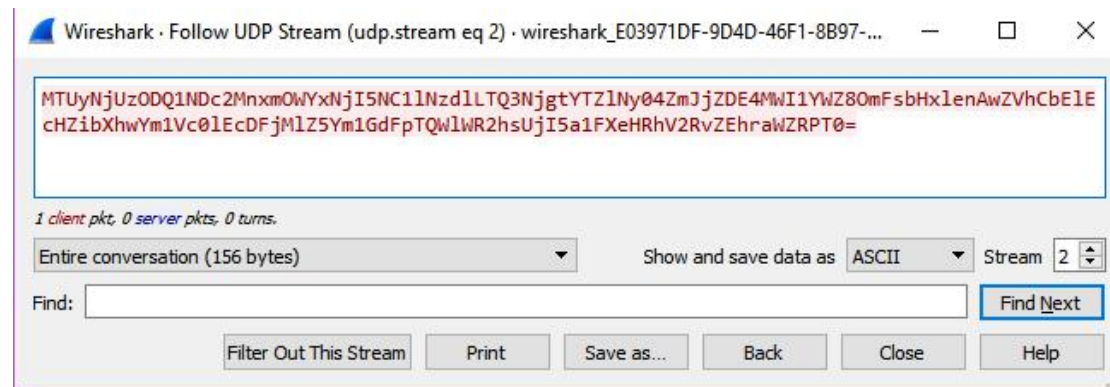 Wireshark · Follow UDP Stream (udp.stream eq 2) · wireshark_E03971DF-9D4D-46F1-8B97-...
MTUyNjUzODQ1NDc2MnxmOWYxNjI5NC1lNzdlLTQ3NjgtYTZlNy04ZmJjZDE4MWI1YWZ8OmFsbHxlenAwZVhCbElE
cHZibXhwYm1Vc0lEcDFjMlZ5Ym1GdFpTQWlWR2hsUjI5a1FXeHRhV2RvZEhraWZRPT0=
1 client pkt, 0 server pkts, 0 turns.
Entire conversation (156 bytes) Show and save data as ASCII Stream 2
Find: Find Next
Filter Out This Stream Print Save as... Back Close Help